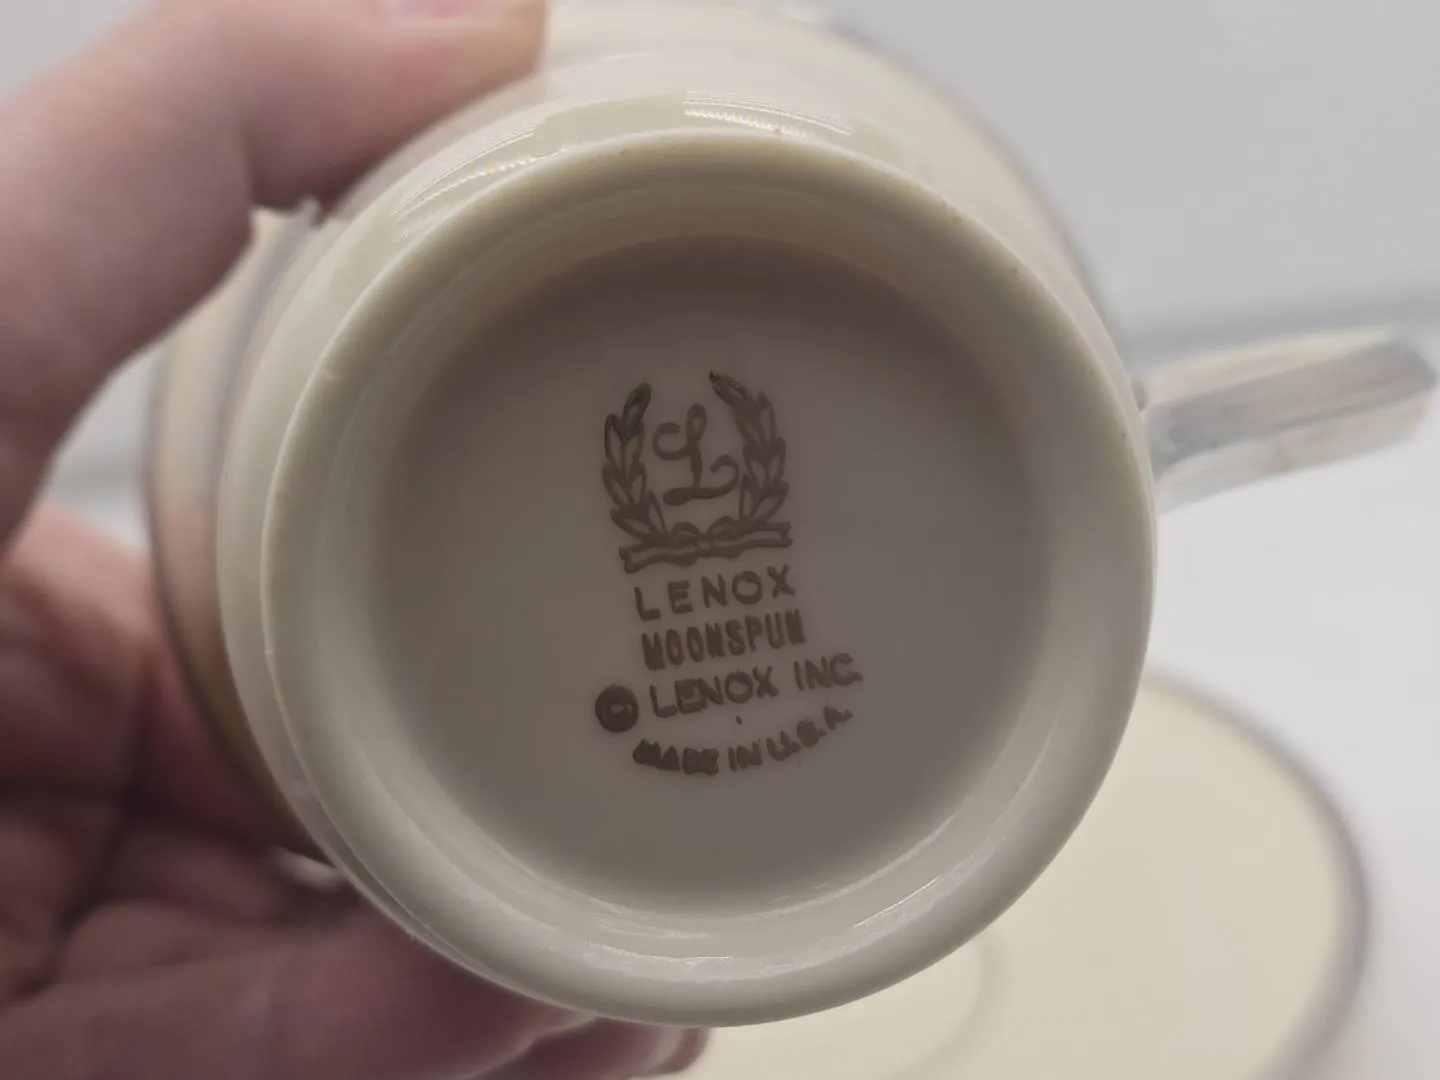 L
LENOX
MOONSPUN
© LENOX INC.
MADE IN U.S.A.